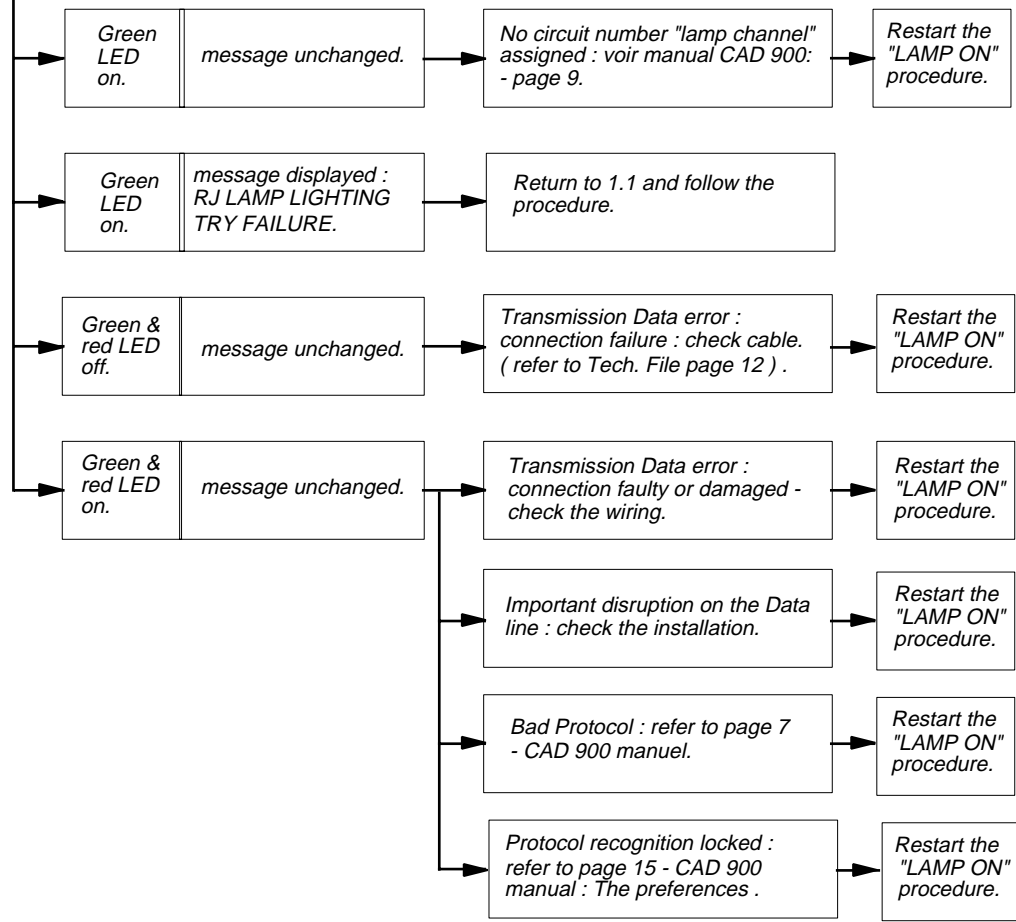 Green
LED
on.
message unchanged.
No circuit number "lamp channel"
assigned : voir manual CAD 900:
- page 9.
Restart the
"LAMP ON"
procedure.
Green
LED
on.
message displayed :
RJ LAMP LIGHTING
TRY FAILURE.
Return to 1.1 and follow the
procedure.
Green &
red LED
off.
message unchanged.
Transmission Data error :
connection failure : check cable.
( refer to Tech. File page 12 ) .
Restart the
"LAMP ON"
procedure.
Green &
red LED
on.
message unchanged.
Transmission Data error :
connection faulty or damaged -
check the wiring.
Restart the
"LAMP ON"
procedure.
Important disruption on the Data
line : check the installation.
Restart the
"LAMP ON"
procedure.
Bad Protocol : refer to page 7
- CAD 900 manuel.
Restart the
"LAMP ON"
procedure.
Protocol recognition locked :
refer to page 15 - CAD 900
manual : The preferences .
Restart the
"LAMP ON"
procedure.